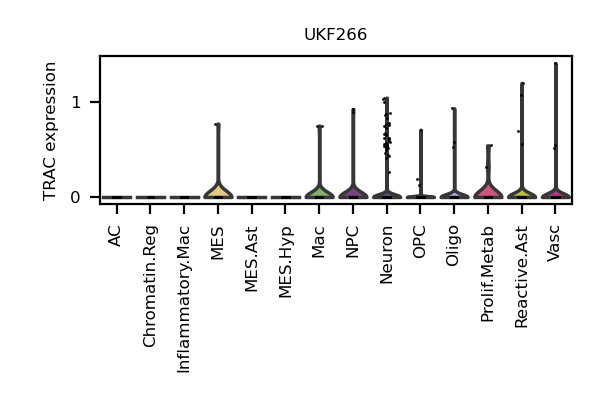 UKF266
TRAC expression
1
0
AC
Chromatin.Reg
Inflammatory.Mac
MES
MES.Ast
MES.Hyp
Mac
NPC
Neuron
OPC
Oligo
Prolif.Metab
Reactive.Ast
Vasc